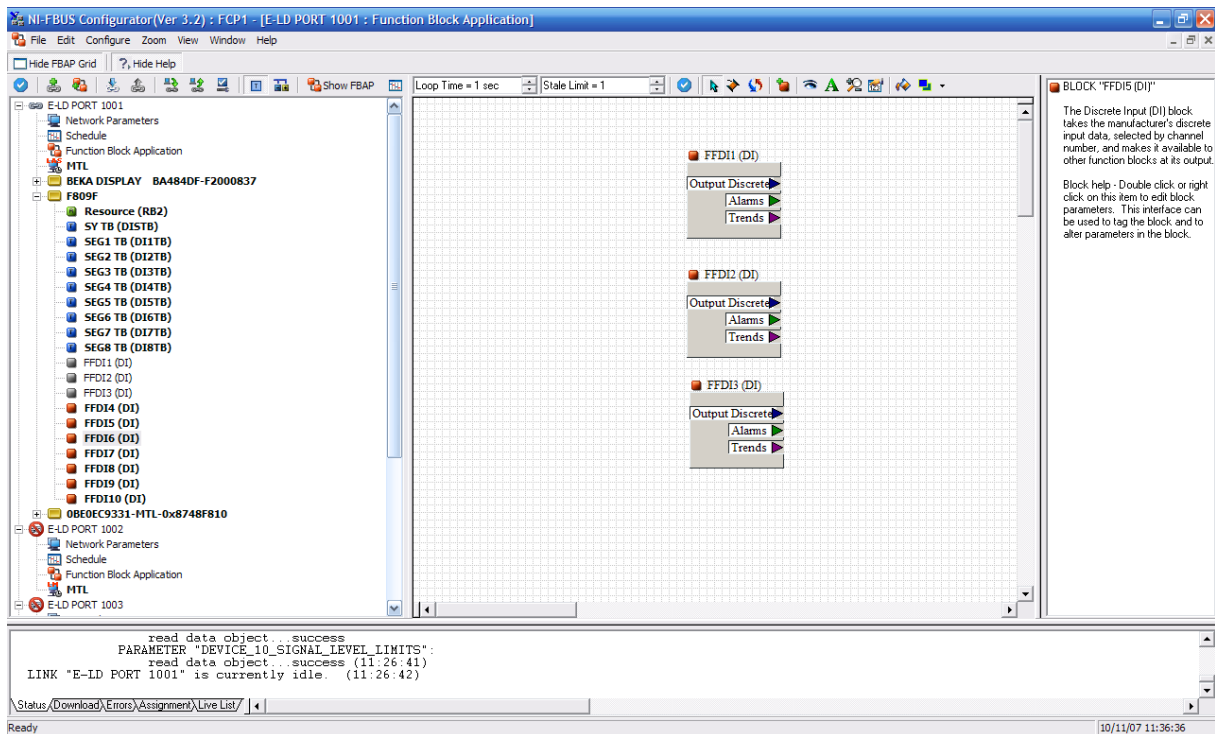 NI-FBUS Configurator(Ver 3.2) : FCP1 - [E-LD PORT 1001 : Function Block Application]
File Edit Configure Zoom View Window Help
Hide FBAP Grid ?, Hide Help
Show FBAP Loop Time = 1 sec Stale Limit = 1
E-LD PORT 1001
Network Parameters
Schedule
Function Block Application
MTL
BEKA DISPLAY BA484DF-F2000837
F809F
Resource (RB2)
SY TB (DISTB)
SEG1 TB (DI1TB)
SEG2 TB (DI2TB)
SEG3 TB (DI3TB)
SEG4 TB (DI4TB)
SEG5 TB (DI5TB)
SEG6 TB (DI6TB)
SEG7 TB (DI7TB)
SEG8 TB (DI8TB)
FFDI1 (DI)
FFDI2 (DI)
FFDI3 (DI)
FFDI4 (DI)
FFDI5 (DI)
FFDI6 (DI)
FFDI7 (DI)
FFDI8 (DI)
FFDI9 (DI)
FFDI10 (DI)
0BE0EC9331-MTL-0x8748F810
E-LD PORT 1002
Network Parameters
Schedule
Function Block Application
MTL
E-LD PORT 1003
FFDI1 (DI)
Output Discrete
Alarms
Trends
FFDI2 (DI)
Output Discrete
Alarms
Trends
FFDI3 (DI)
Output Discrete
Alarms
Trends
BLOCK "FFDI5 (DI)"
The Discrete Input (DI) block
takes the manufacturer's discrete
input data, selected by channel
number, and makes it available to
other function blocks at its output.
Block help - Double click or right
click on this item to edit block
parameters. This interface can
be used to tag the block and to
alter parameters in the block.
read data object...success
PARAMETER "DEVICE_10_SIGNAL_LEVEL_LIMITS":
read data object...success (11:26:41)
LINK "E-LD PORT 1001" is currently idle. (11:26:42)
Status Download Errors Assignment Live List
Ready 10/11/07 11:36:36